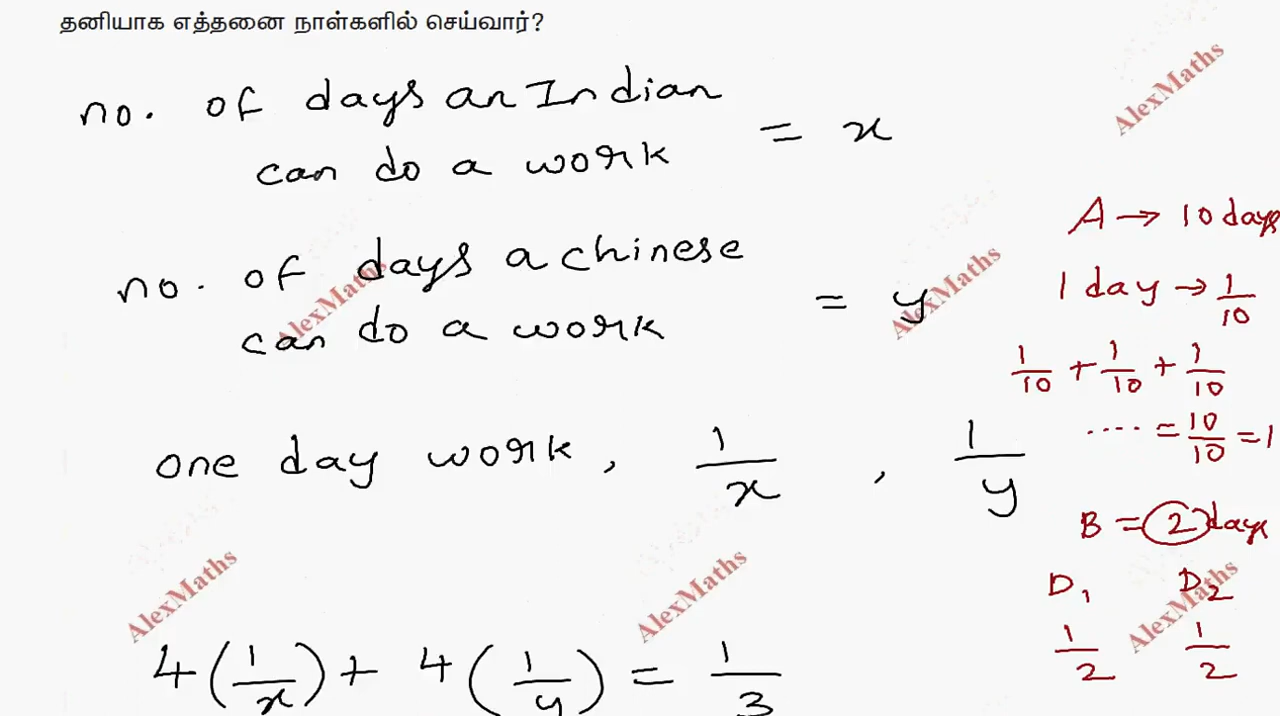 தனியாக எத்தனை நாள்களில் செய்வார்?
no. of days an Indian
can do a work = x
no. of days a chinese
can do a work = y
one day work, 1/x , 1/y
4(1/x) + 4(1/y) = 1/3
A → 10 days
1 day → 1/10
1/10 + 1/10 + 1/10
.... = 10/10 = 1
B = 2 days
D1 D2
1/2 1/2
AlexMaths
AlexMaths
AlexMaths
AlexMaths
AlexMaths
AlexMaths